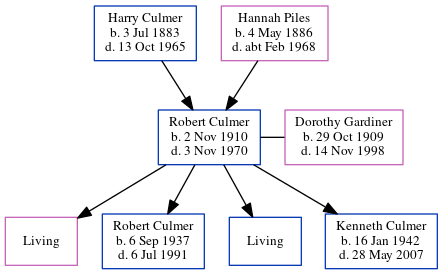 Harry Culmer
b. 3 Jul 1883
d. 13 Oct 1965
Hannah Piles
b. 4 May 1886
d. abt Feb 1968
Robert Culmer
b. 2 Nov 1910
d. 3 Nov 1970
Dorothy Gardiner
b. 29 Oct 1909
d. 14 Nov 1998
Living
Robert Culmer
b. 6 Sep 1937
d. 6 Jul 1991
Living
Kenneth Culmer
b. 16 Jan 1942
d. 28 May 2007